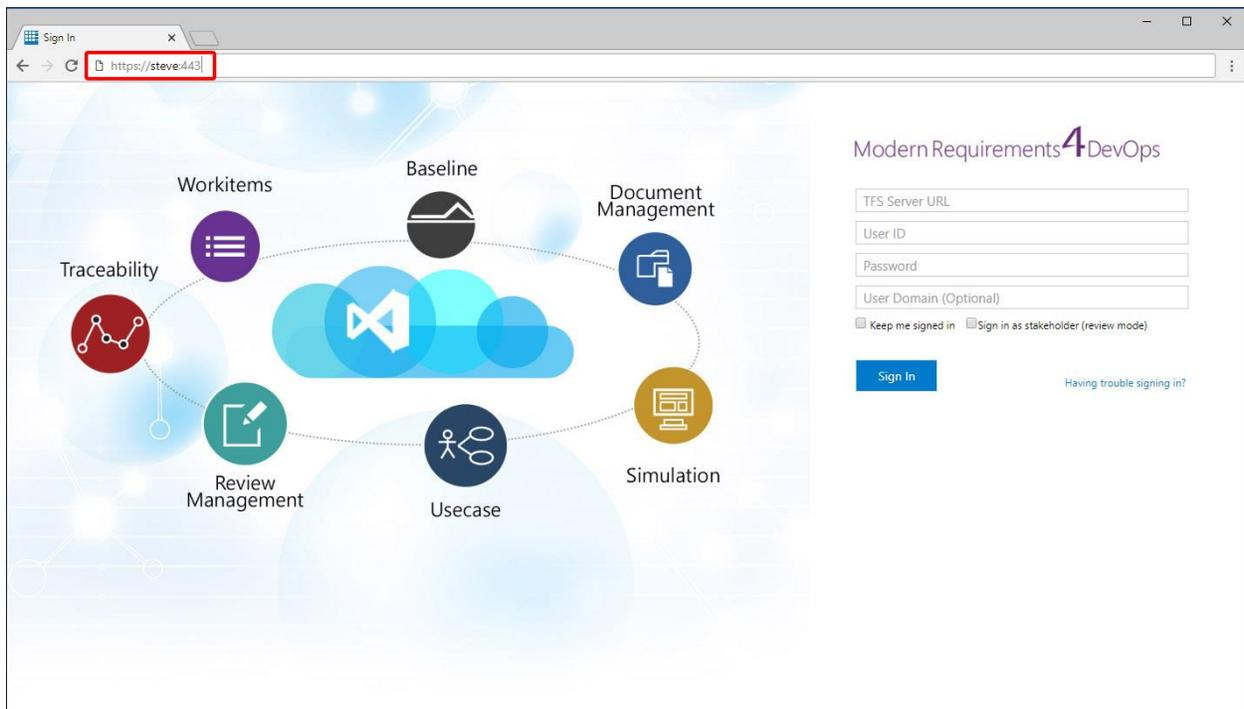 Sign In
https://steve:443
Modern Requirements4DevOps
Baseline
Workitems
Document
Management
Traceability
Review
Management
Usecase
Simulation
TFS Server URL
User ID
Password
User Domain (Optional)
Keep me signed in Sign in as stakeholder (review mode)
Sign In Having trouble signing in?